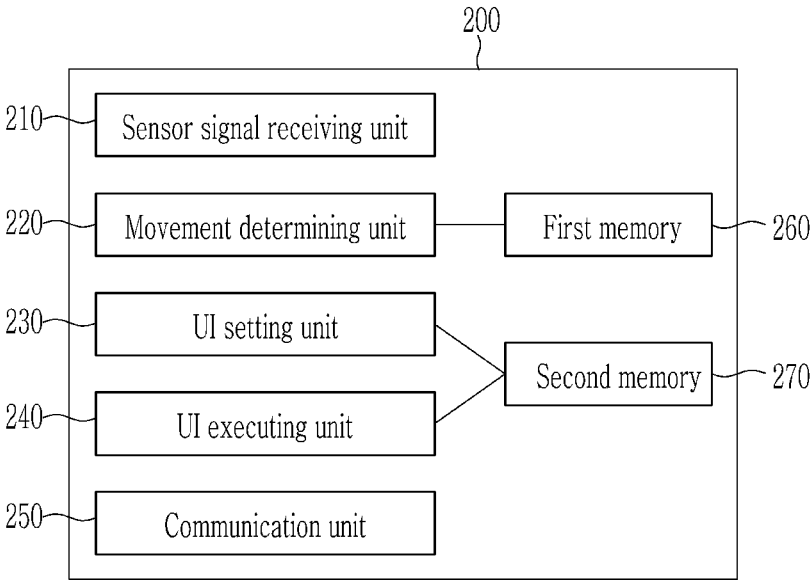 200
210
Sensor signal receiving unit
220
Movement determining unit
First memory
260
230
UI setting unit
Second memory
270
240
UI executing unit
250
Communication unit